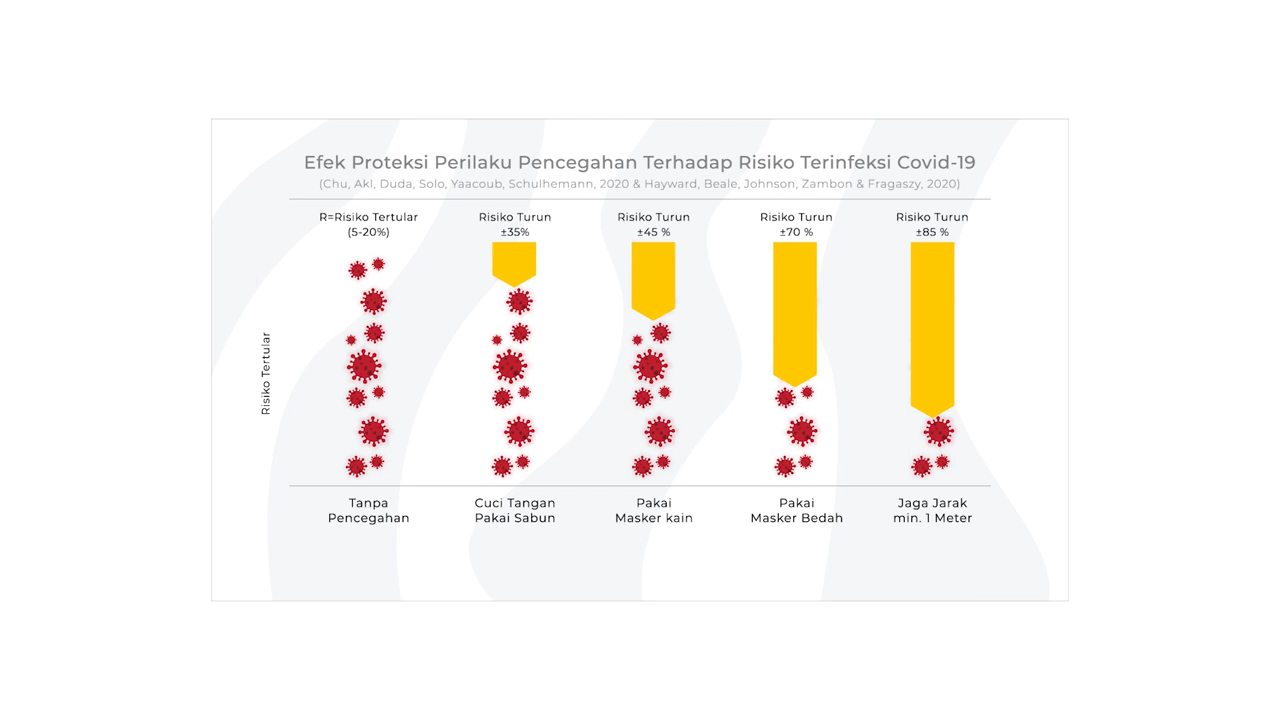 Efek Proteksi Perilaku Pencegahan Terhadap Risiko Terinfeksi Covid-19
(Chu, Akl, Duda, Solo, Yaacoub, Schulhemann, 2020 & Hayward, Beale, Johnson, Zambon & Fragaszy, 2020)
R=Risiko Tertular
(5-20%)
Risiko Turun
±35%
Risiko Turun
±45 %
Risiko Turun
±70 %
Risiko Turun
±85 %
Risiko Tertular
Tanpa
Pencegahan
Cuci Tangan
Pakai Sabun
Pakai
Masker kain
Pakai
Masker Bedah
Jaga Jarak
min. 1 Meter